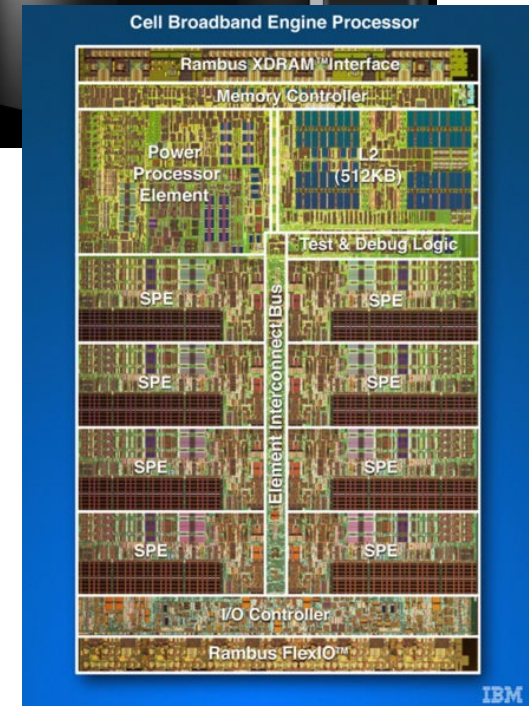 Cell Broadband Engine Processor
Rambus XDRAM™ Interface
Memory Controller
Power
Processor
Element
L2
(512KB)
Test & Debug Logic
SPE
SPE
Element Interconnect Bus
SPE
SPE
SPE
SPE
SPE
SPE
I/O Controller
Rambus FlexIO™
IBM